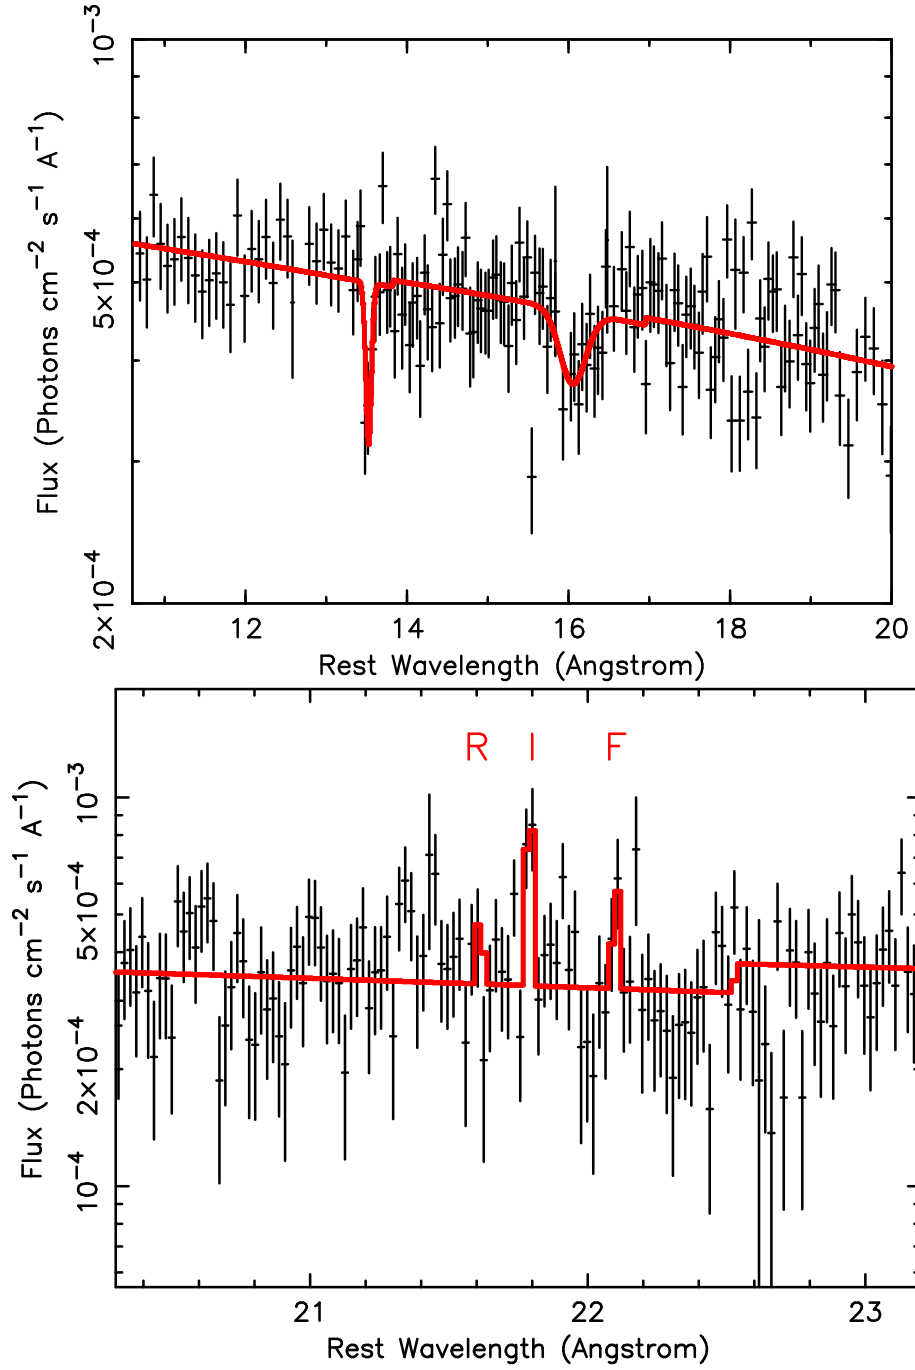 10⁻³
5×10⁻⁴
2×10⁻⁴
Flux (Photons cm⁻² s⁻¹ A⁻¹)
12 14 16 18 20
Rest Wavelength (Angstrom)
R I F
10⁻³
5×10⁻⁴
2×10⁻⁴
10⁻⁴
Flux (Photons cm⁻² s⁻¹ A⁻¹)
21 22 23
Rest Wavelength (Angstrom)